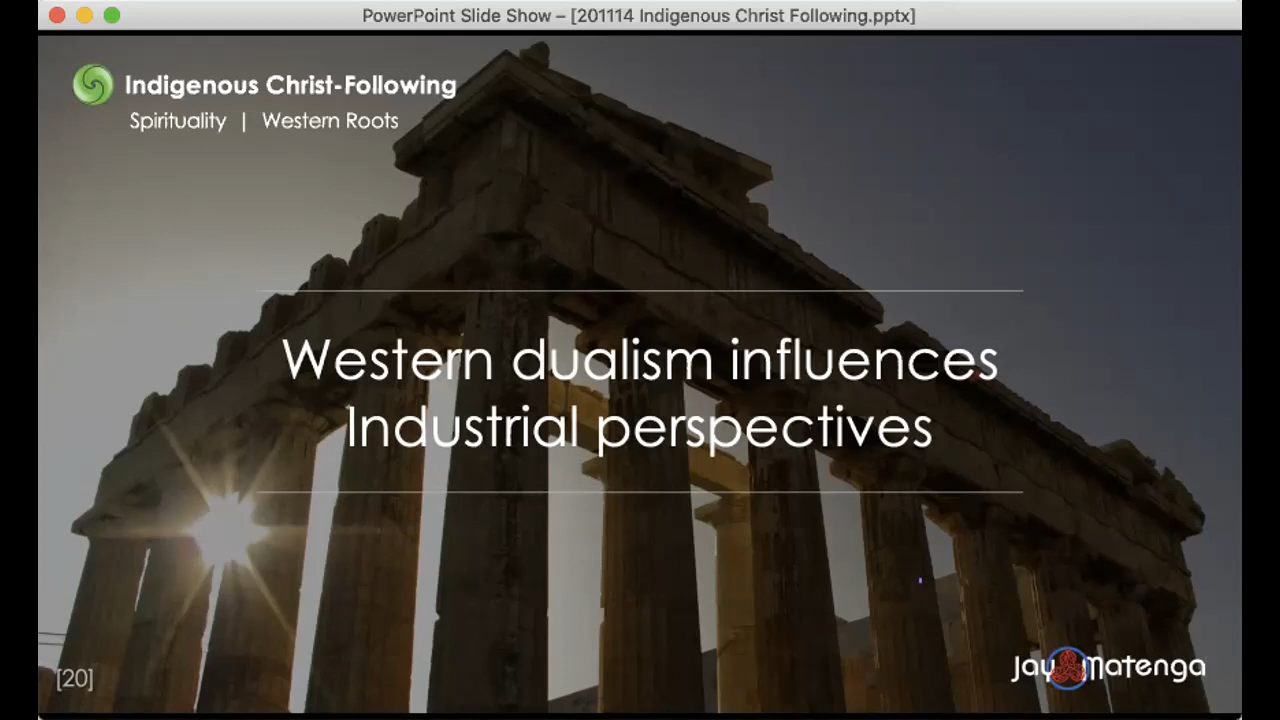 PowerPoint Slide Show – [201114 Indigenous Christ Following.pptx]
Indigenous Christ-Following
Spirituality | Western Roots
Western dualism influences
Industrial perspectives
[20]
Jay Matenga